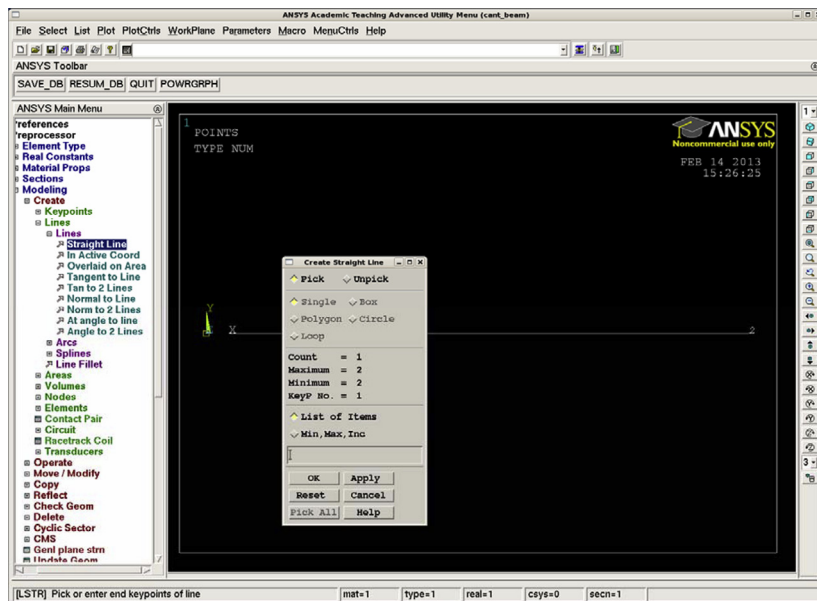 ANSYS Academic Teaching Advanced Utility Menu (cant_beam)
File Select List Plot PlotCtrls WorkPlane Parameters Macro MenuCtrls Help
ANSYS Toolbar
SAVE_DB RESUM_DB QUIT POWRGRPH
ANSYS Main Menu
references
reprocessor
Element Type
Real Constants
Material Props
Sections
Modeling
Create
Keypoints
Lines
Lines
Straight Line
In Active Coord
Overlaid on Area
Tangent to Line
Tan to 2 Lines
Normal to Line
Norm to 2 Lines
At angle to line
Angle to 2 Lines
Arcs
Splines
Line Fillet
Areas
Volumes
Nodes
Elements
Contact Pair
Circuit
Racetrack Coil
Transducers
Operate
Move / Modify
Copy
Reflect
Check Geom
Delete
Cyclic Sector
CMS
Genl plane strn
Update Geom
1
POINTS
TYPE NUM
ANSYS
Noncommercial use only
FEB 14 2013
15:26:25
Y
X
2
Create Straight Line
Pick Unpick
Single Box
Polygon Circle
Loop
Count = 1
Maximum = 2
Minimum = 2
KeyP No. = 1
List of Items
Min,Max,Inc
OK Apply
Reset Cancel
Pick All Help
1
3
[LSTR] Pick or enter end keypoints of line
mat=1 type=1 real=1 csys=0 secn=1